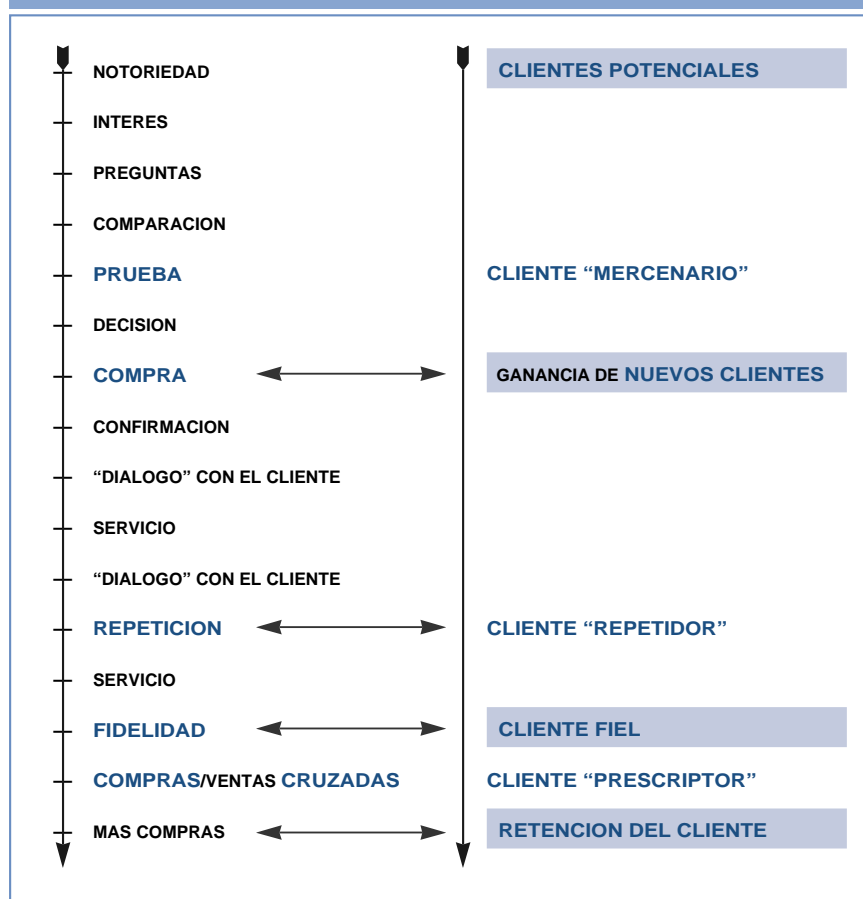 NOTORIEDAD
CLIENTES POTENCIALES
INTERES
PREGUNTAS
COMPARACION
PRUEBA
CLIENTE “MERCENARIO”
DECISION
COMPRA
GANANCIA DE NUEVOS CLIENTES
CONFIRMACION
“DIALOGO” CON EL CLIENTE
SERVICIO
“DIALOGO” CON EL CLIENTE
REPETICION
CLIENTE “REPETIDOR”
SERVICIO
FIDELIDAD
CLIENTE FIEL
COMPRAS/VENTAS CRUZADAS
CLIENTE “PRESCRIPTOR”
MAS COMPRAS
RETENCION DEL CLIENTE